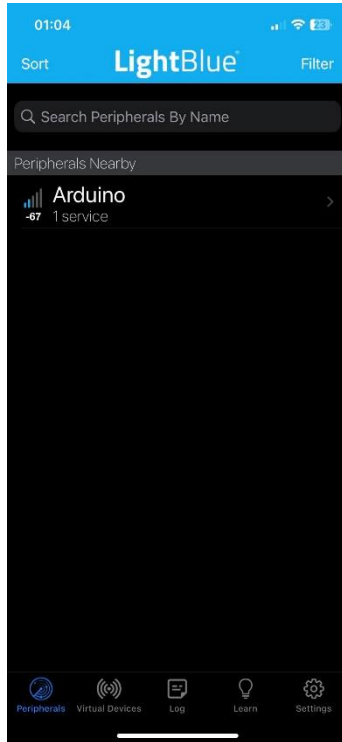 01:04
23
Sort LightBlue® Filter
Search Peripherals By Name
Peripherals Nearby
Arduino
-67 1 service
Peripherals Virtual Devices Log Learn Settings